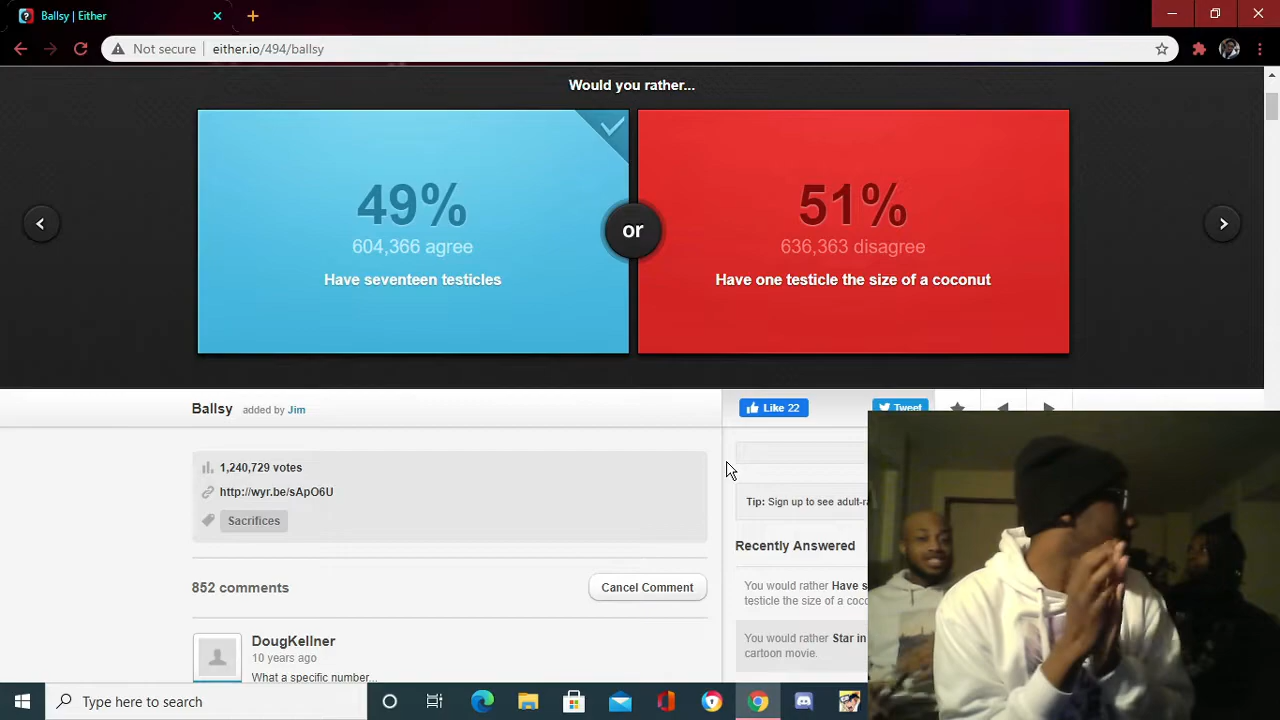 Ballsy | Either
Not secure either.io/494/ballsy
Would you rather...
49%
604,366 agree
Have seventeen testicles
or
51%
636,363 disagree
Have one testicle the size of a coconut
Ballsy added by Jim
Like 22
Tweet
1,240,729 votes
http://wyr.be/sApO6U
Sacrifices
852 comments
Cancel Comment
DougKellner
10 years ago
What a specific number...
Tip: Sign up to see adult-ra
Recently Answered
You would rather Have s
testicle the size of a coco
You would rather Star in
cartoon movie.
Type here to search